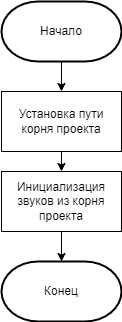 Начало
Установка пути
корня проекта
Инициализация
звуков из корня
проекта
Конец